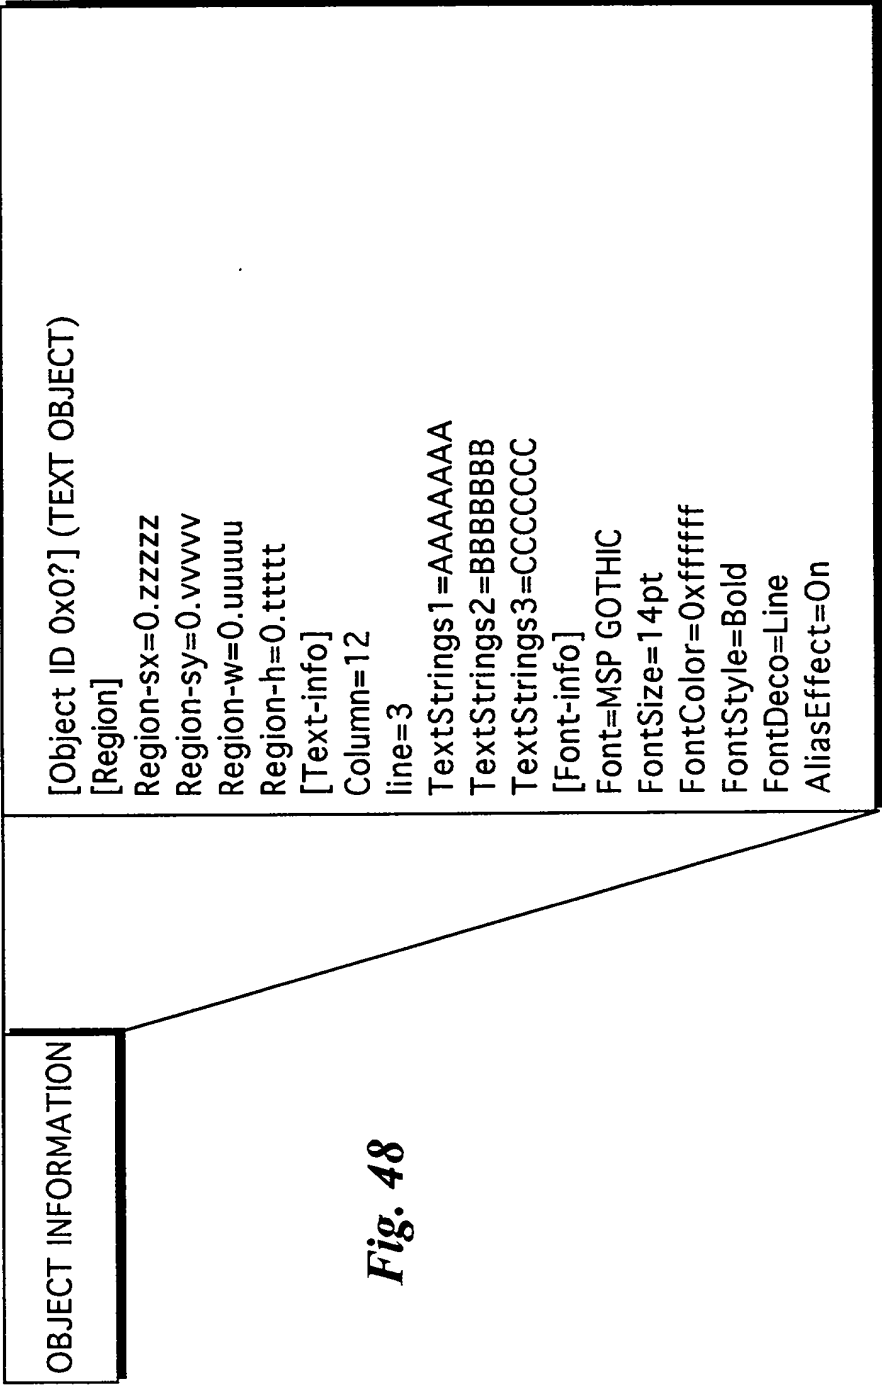 OBJECT INFORMATION
[Object ID 0x0?] (TEXT OBJECT)
[Region]
Region-sx=0.zzzzz
Region-sy=0.vvvvv
Region-w=0.uuuuu
Region-h=0.ttttt
[Text-info]
Column=12
line=3
TextStrings1=AAAAAAA
TextStrings2=BBBBBBB
TextStrings3=CCCCCCC
[Font-info]
Font=MSP GOTHIC
FontSize=14pt
FontColor=0xffffff
FontStyle=Bold
FontDeco=Line
AliasEffect=On
Fig. 48